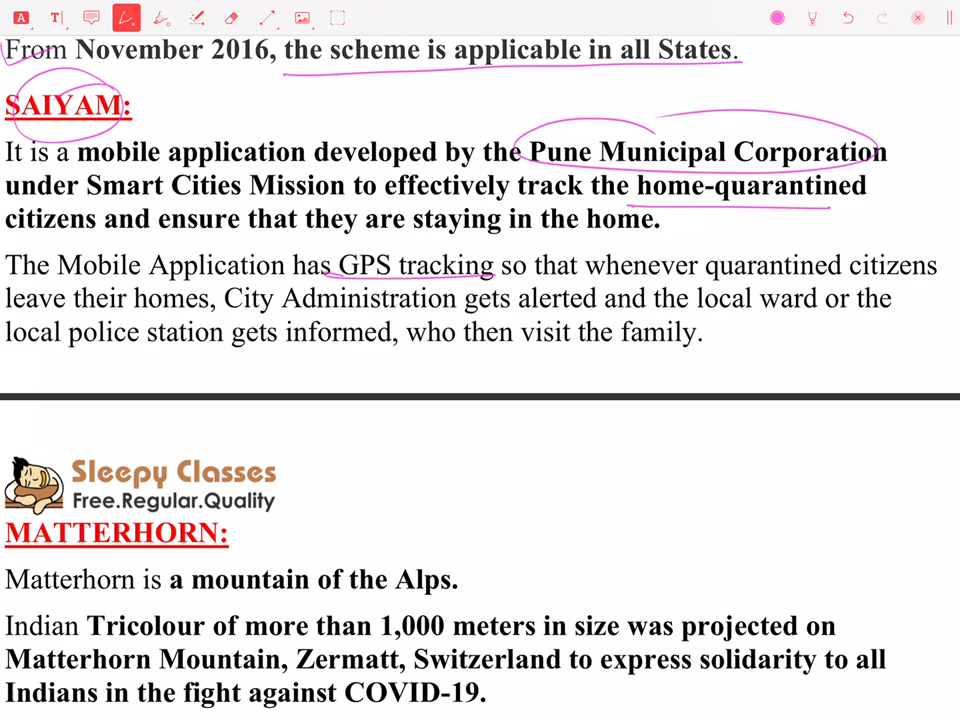 From November 2016, the scheme is applicable in all States.
SAIYAM:
It is a mobile application developed by the Pune Municipal Corporation
under Smart Cities Mission to effectively track the home-quarantined
citizens and ensure that they are staying in the home.
The Mobile Application has GPS tracking so that whenever quarantined citizens
leave their homes, City Administration gets alerted and the local ward or the
local police station gets informed, who then visit the family.
Sleepy Classes
Free.Regular.Quality
MATTERHORN:
Matterhorn is a mountain of the Alps.
Indian Tricolour of more than 1,000 meters in size was projected on
Matterhorn Mountain, Zermatt, Switzerland to express solidarity to all
Indians in the fight against COVID-19.